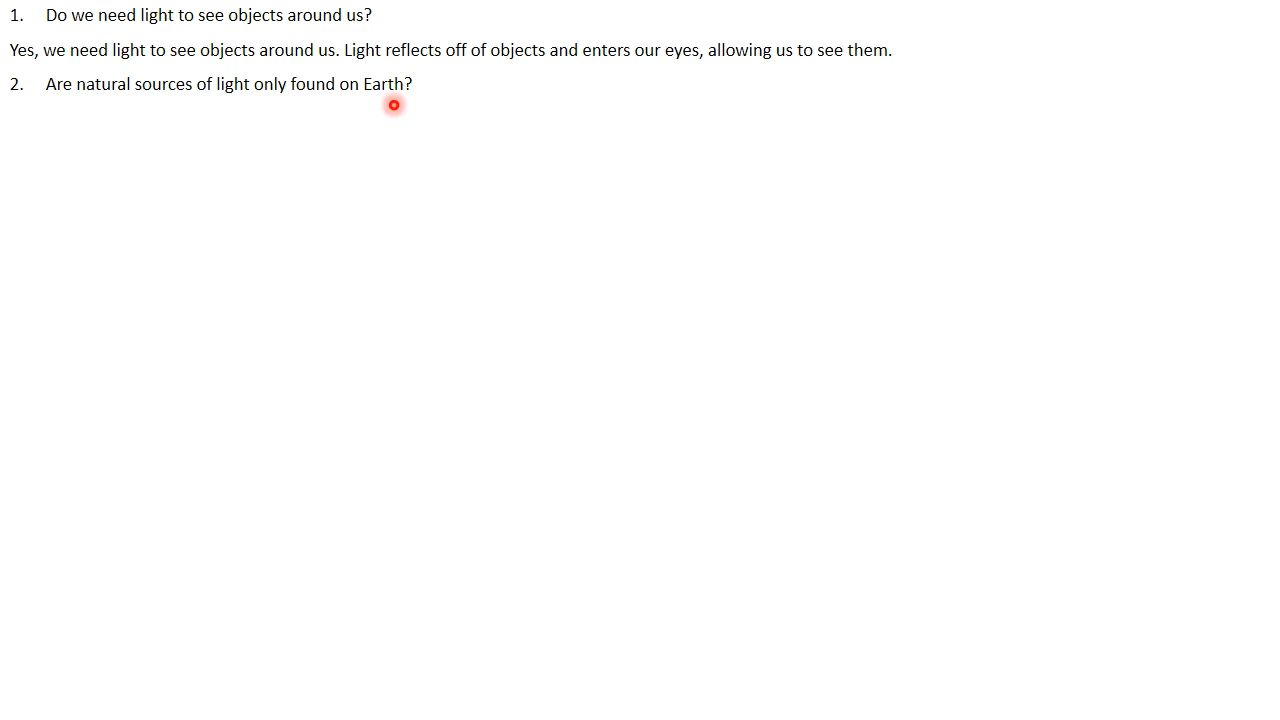 1. Do we need light to see objects around us?
Yes, we need light to see objects around us. Light reflects off of objects and enters our eyes, allowing us to see them.
2. Are natural sources of light only found on Earth?